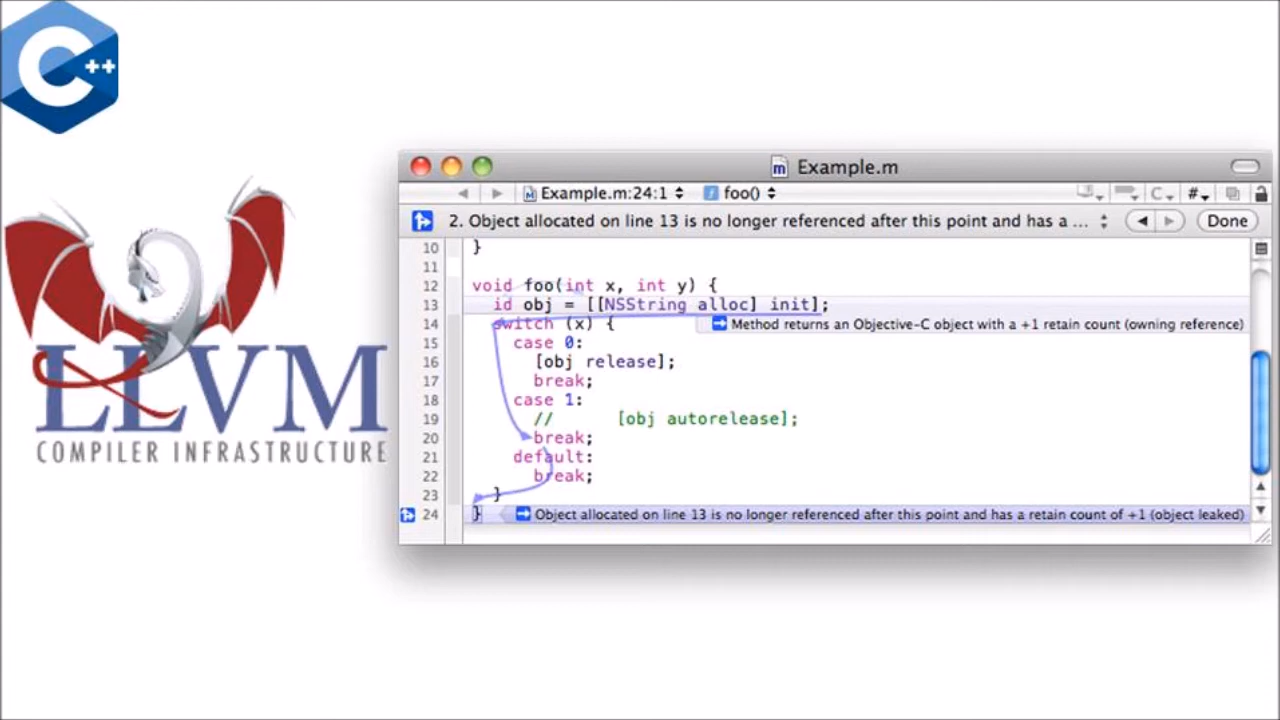 C++
LLVM
COMPILER INFRASTRUCTURE
Example.m
Example.m:24:1 foo() C #
2. Object allocated on line 13 is no longer referenced after this point and has a ... Done
10 }
11
12 void foo(int x, int y) {
13 id obj = [[NSString alloc] init];
14 switch (x) { Method returns an Objective-C object with a +1 retain count (owning reference)
15 case 0:
16 [obj release];
17 break;
18 case 1:
19 // [obj autorelease];
20 break;
21 default:
22 break;
23 }
24 } Object allocated on line 13 is no longer referenced after this point and has a retain count of +1 (object leaked)